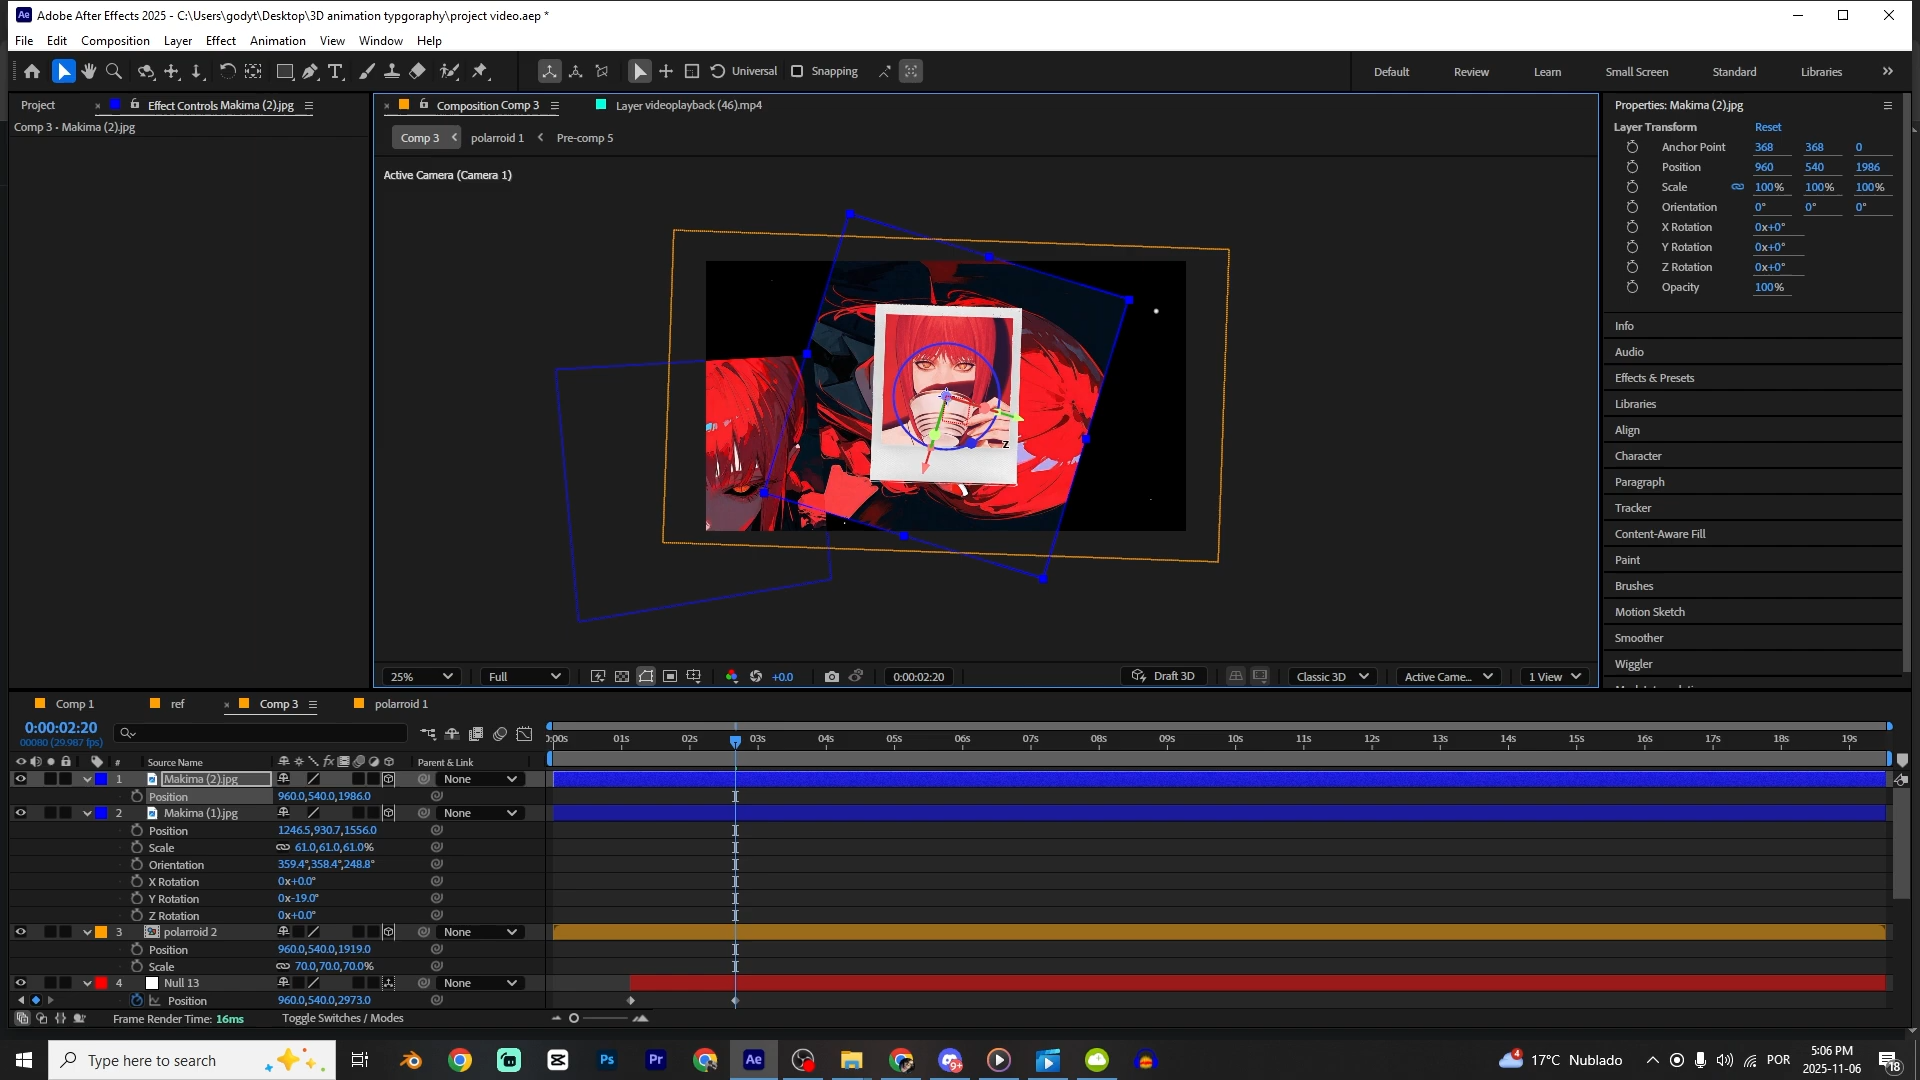 Adobe After Effects 2025 - C:\Users\godyt\Desktop\3D animation typgoraphy\project video.aep *
File Edit Composition Layer Effect Animation View Window Help
Universal Snapping Default Review Learn Small Screen Standard Libraries
Project Effect Controls Makima (2).jpg
Comp 3 • Makima (2).jpg
Composition Comp 3 Layer videoplayback (46).mp4
Comp 3 polarroid 1 Pre-comp 5
Active Camera (Camera 1)
Z
25% Full +0.0 0:00:02:20 Draft 3D Classic 3D Active Came... 1 View
Properties: Makima (2).jpg
Layer Transform Reset
Anchor Point 368 368 0
Position 960 540 1986
Scale 100% 100% 100%
Orientation 0° 0° 0°
X Rotation 0x+0°
Y Rotation 0x+0°
Z Rotation 0x+0°
Opacity 100%
Info
Audio
Effects & Presets
Libraries
Align
Character
Paragraph
Tracker
Content-Aware Fill
Paint
Brushes
Motion Sketch
Smoother
Wiggler
Comp 1 ref Comp 3 polarroid 1
0:00:02:20
00080 (29.987 fps)
:00s 01s 02s 03s 04s 05s 06s 07s 08s 09s 10s 11s 12s 13s 14s 15s 16s 17s 18s 19s
# Source Name fx Parent & Link
1 Makima (2).jpg None
Position 960.0,540.0,1986.0
2 Makima (1).jpg None
Position 1246.5,930.7,1556.0
Scale 61.0,61.0,61.0%
Orientation 359.4°,358.4°,248.8°
X Rotation 0x+0.0°
Y Rotation 0x-19.0°
Z Rotation 0x+0.0°
3 polarroid 2 None
Position 960.0,540.0,1919.0
Scale 70.0,70.0,70.0%
4 Null 13 None
Position 960.0,540.0,2973.0
Frame Render Time: 16ms Toggle Switches / Modes
Type here to search Ps Pr Ae 9+ 4 17°C Nublado POR 5:06 PM
2025-11-06 18